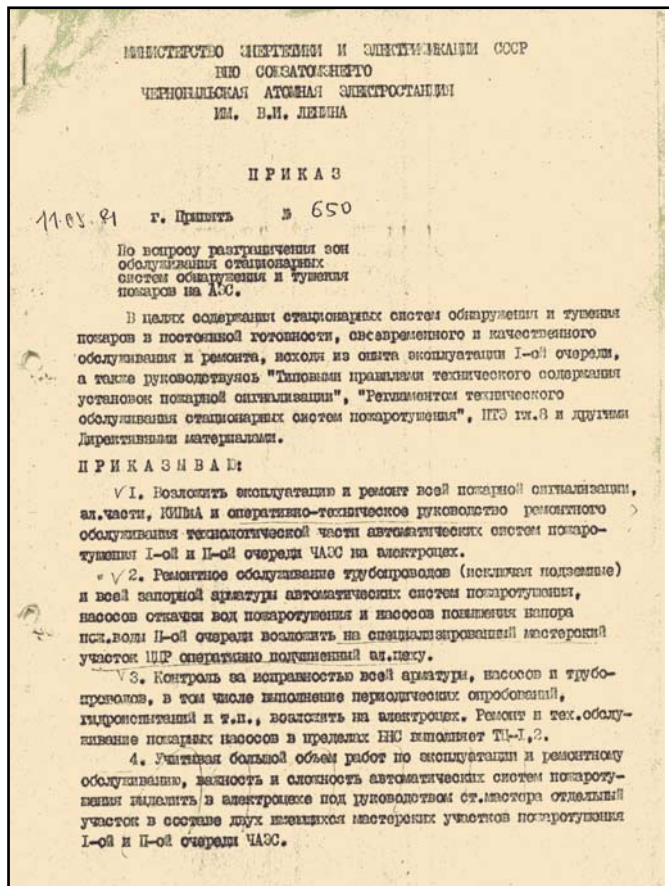 МИНИСТЕРСТВО ЭНЕРГЕТИКИ И ЭЛЕКТРИФИКАЦИИ СССР
ВПО СОЮЗАТОМЭНЕРГО
ЧЕРНОБЫЛЬСКАЯ АТОМНАЯ ЭЛЕКТРОСТАНЦИЯ
ИМ. В.И. ЛЕНИНА
П Р И К А З
г. Припять № 650
По вопросу разграничения зон
обслуживания стационарных
систем обнаружения и тушения
пожаров на АЭС.
В целях содержания стационарных систем обнаружения и тушения
пожаров в постоянной готовности, своевременного и качественного
обслуживания и ремонта, исходя из опыта эксплуатации I-ой очереди,
а также руководствуясь "Типовыми правилами технического содержания
установок пожарной сигнализации", "Регламентом технического
обслуживания стационарных систем пожаротушения", ПТЭ гл.8 и другими
Директивными материалами.
П Р И К А З Ы В А Ю:
1. Возложить эксплуатацию и ремонт всей пожарной сигнализации,
эл.части, КИПиА и оперативно-техническое руководство ремонтного
обслуживания технологической части автоматических систем пожаро-
тушения I-ой и II-ой очереди ЧАЭС на электроцех.
2. Ремонтное обслуживание трубопроводов (исключая подземные)
и всей запорной арматуры автоматических систем пожаротушения,
насосов откачки вод пожаротушения и насосов повышения напора
пож.воды II-ой очереди возложить на специализированный мастерский
участок ЦЦР оперативно подчиненный эл.цеху.
3. Контроль за исправностью всей арматуры, насосов и трубо-
проводов, в том числе выполнение периодических опробований,
гидроиспытаний и т.п., возложить на электроцех. Ремонт и тех.обслу-
живание пожарных насосов в пределах БНС выполняет ТЦ-1,2.
4. Учитывая большой объем работ по эксплуатации и ремонтному
обслуживанию, важность и сложность автоматических систем пожароту-
шения выделить в электроцехе под руководством ст.мастера отдельный
участок в составе двух имеющихся мастерских участков пожаротушения
I-ой и II-ой очереди ЧАЭС.